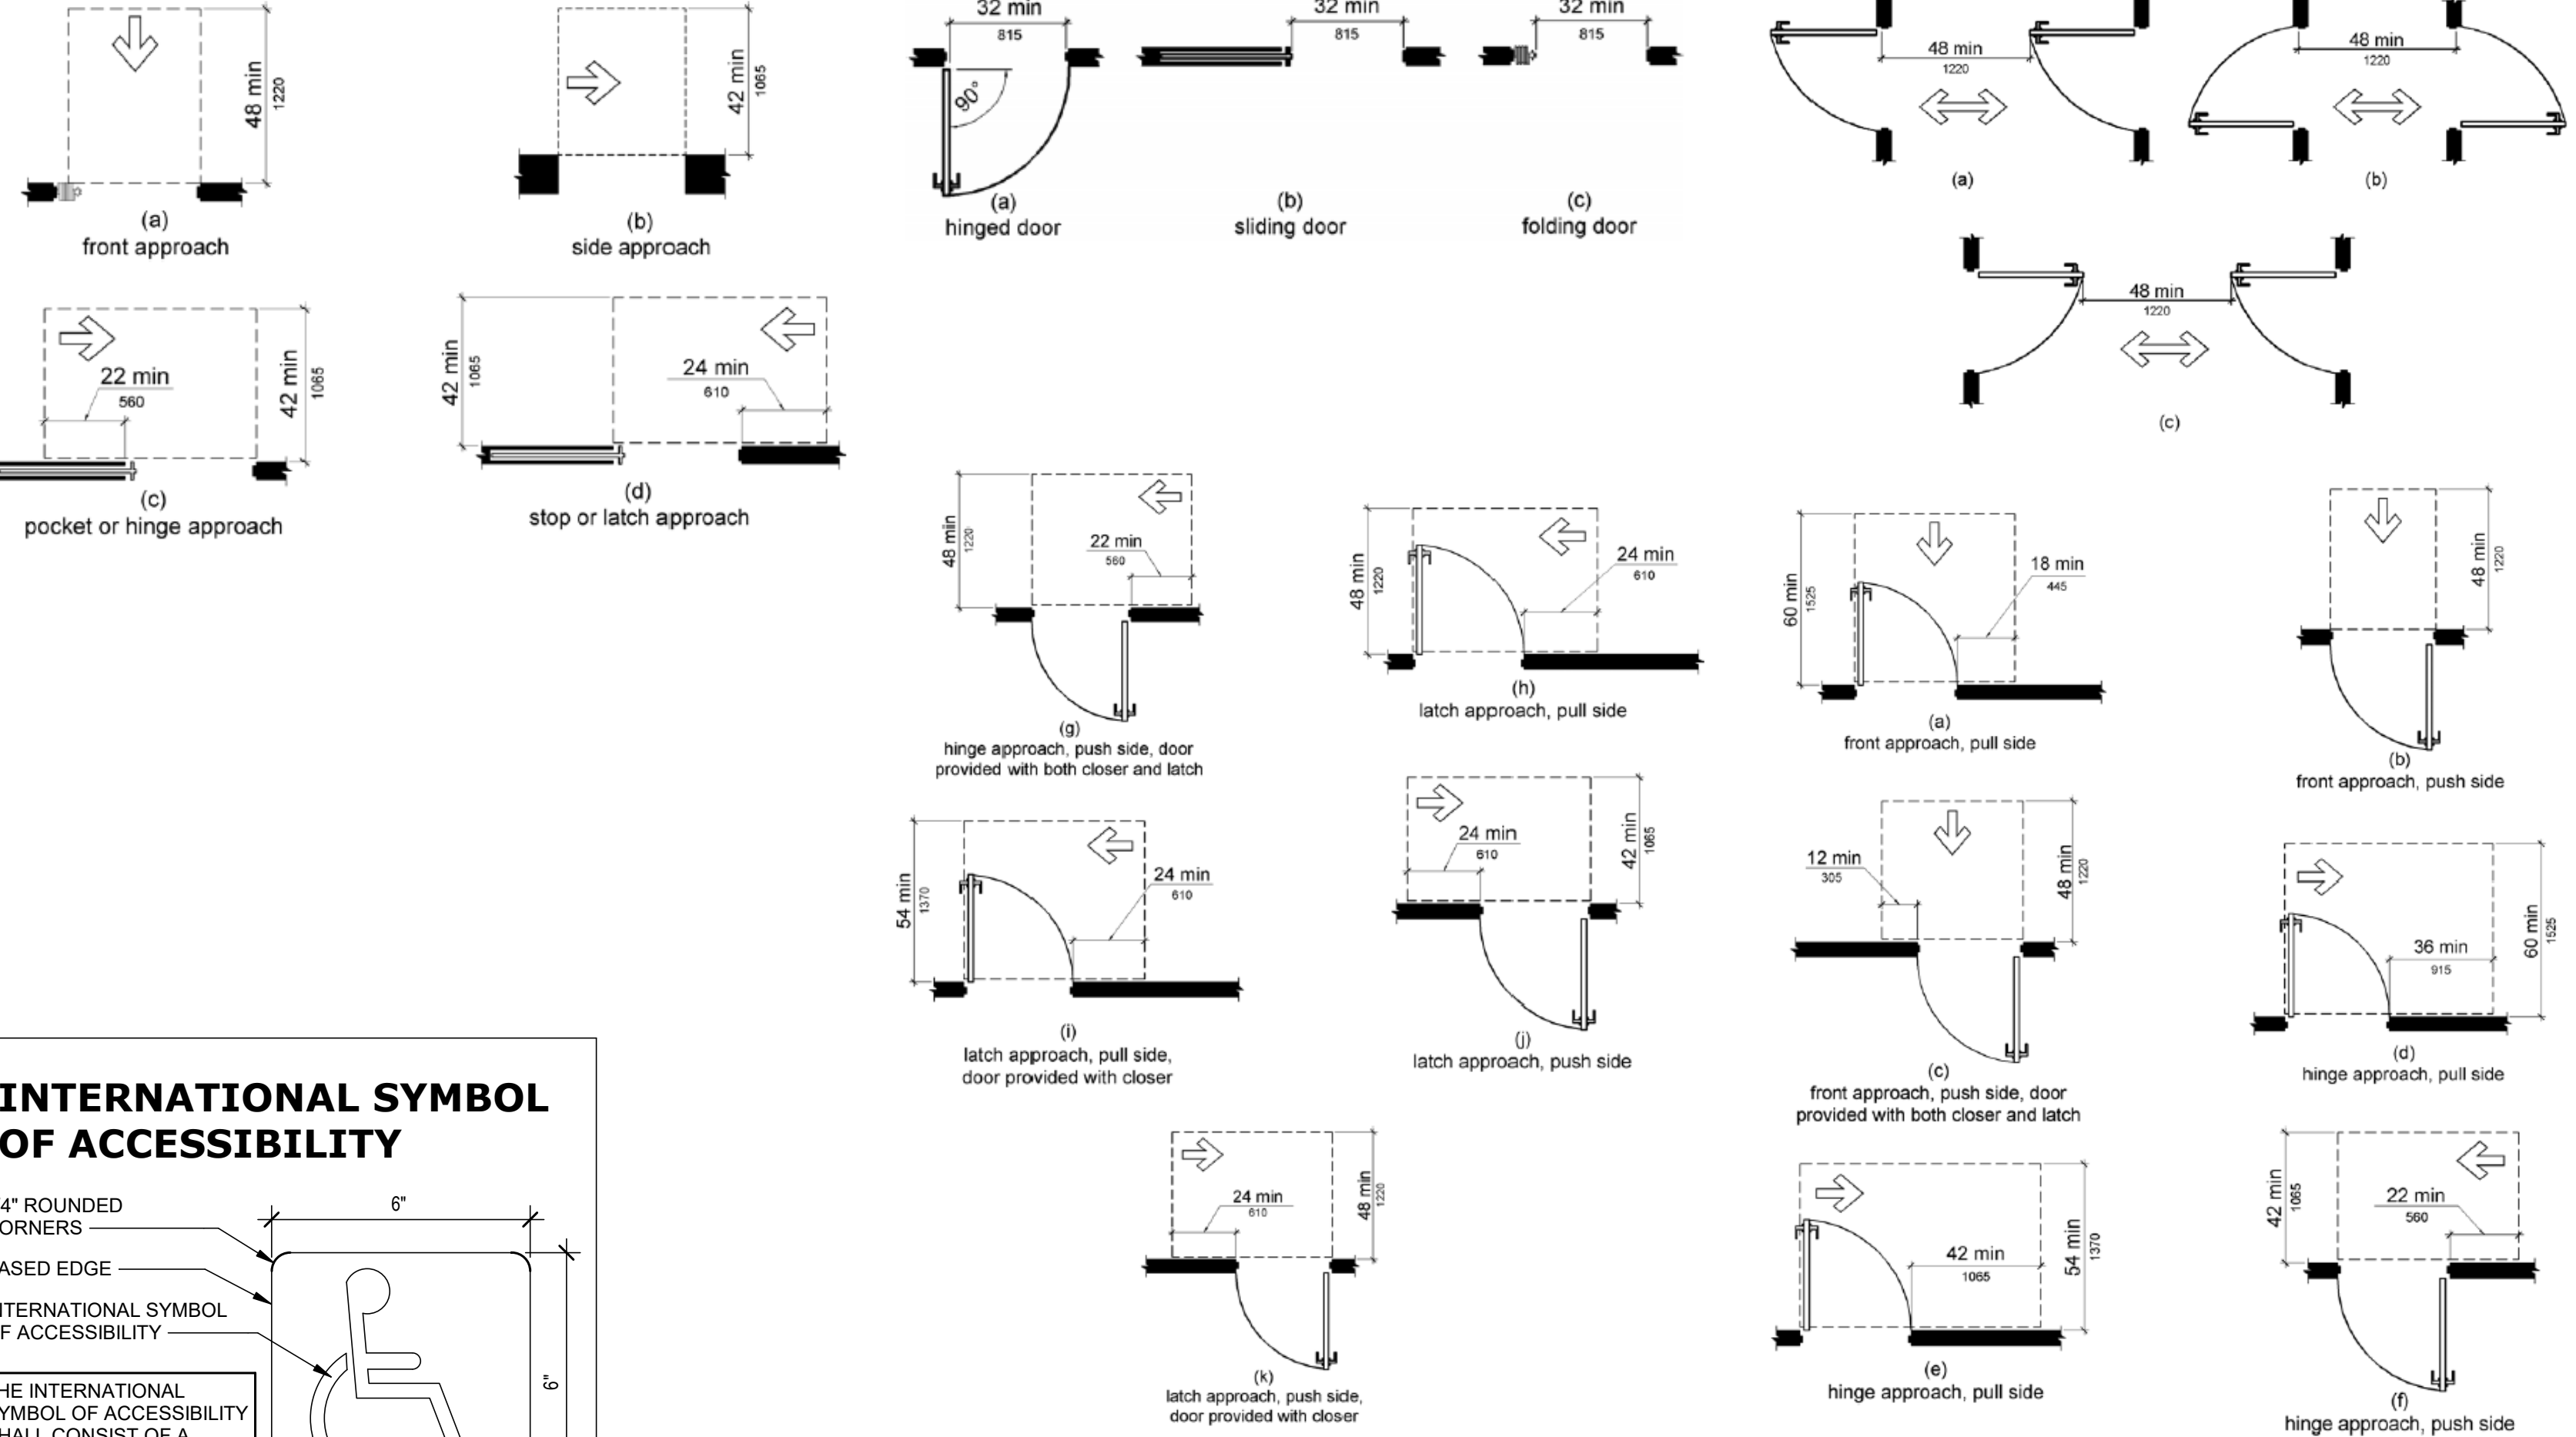 48 min
1220
(a)
front approach
42 min
1065
(b)
side approach
22 min
560
42 min
1065
(c)
pocket or hinge approach
42 min
1065
24 min
610
(d)
stop or latch approach
32 min
815
90°
(a)
hinged door
32 min
815
(b)
sliding door
32 min
815
(c)
folding door
48 min
1220
(a)
48 min
1220
(b)
48 min
1220
(c)
48 min
1220
22 min
560
(g)
hinge approach, push side, door
provided with both closer and latch
48 min
1220
24 min
610
(h)
latch approach, pull side
54 min
1370
24 min
610
(i)
latch approach, pull side,
door provided with closer
24 min
610
42 min
1065
(j)
latch approach, push side
24 min
610
48 min
1220
(k)
latch approach, push side,
door provided with closer
60 min
1525
18 min
445
(a)
front approach, pull side
48 min
1220
(b)
front approach, push side
12 min
305
48 min
1220
(c)
front approach, push side, door
provided with both closer and latch
36 min
915
60 min
1525
(d)
hinge approach, pull side
42 min
1065
54 min
1370
(e)
hinge approach, pull side
42 min
1065
22 min
560
(f)
hinge approach, push side
INTERNATIONAL SYMBOL
OF ACCESSIBILITY
4" ROUNDED
ORNERS
6"
ASED EDGE
NTERNATIONAL SYMBOL
F ACCESSIBILITY
6"
HE INTERNATIONAL
YMBOL OF ACCESSIBILITY
HALL CONSIST OF A